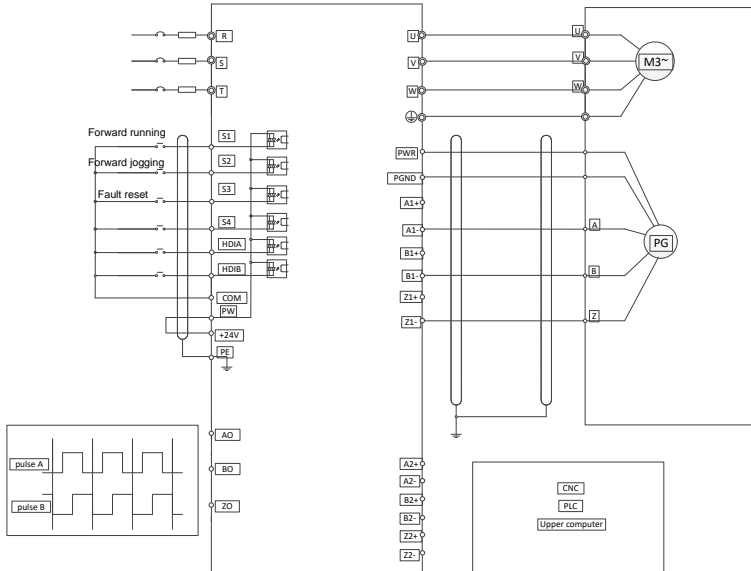 R
S
T
Forward running
S1
Forward jogging
S2
Fault reset
S3
S4
HDIA
HDIB
COM
PW
+24V
PE
U
V
W
PWR
PGND
A1+
A1-
B1+
B1-
Z1+
Z1-
U
V
W
M3~
A
B
Z
PG
pulse A
pulse B
AO
BO
ZO
A2+
A2-
B2+
B2-
Z2+
Z2-
CNC
PLC
Upper computer